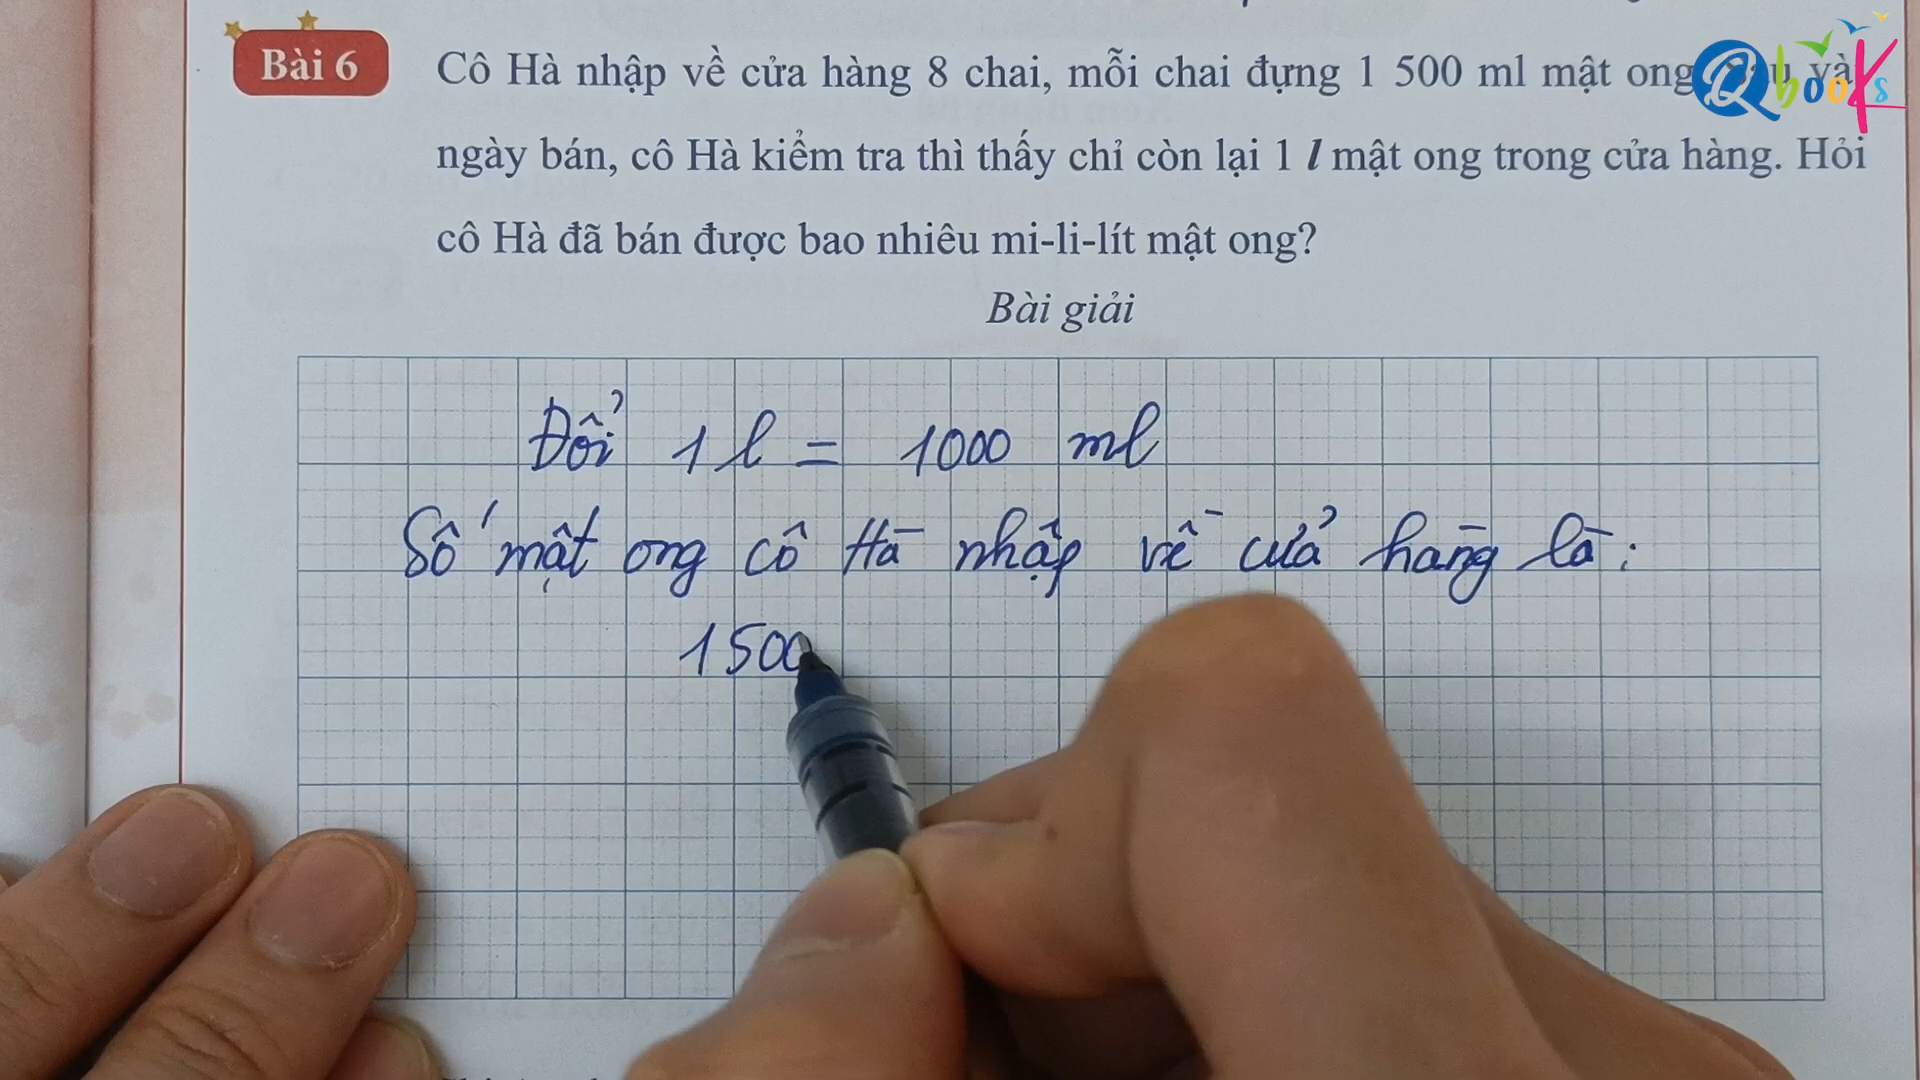 Bài 6
Cô Hà nhập về cửa hàng 8 chai, mỗi chai đựng 1 500 ml mật ong. Sau vài
ngày bán, cô Hà kiểm tra thì thấy chỉ còn lại 1 l mật ong trong cửa hàng. Hỏi
cô Hà đã bán được bao nhiêu mi-li-lít mật ong?
Bài giải
Đổi 1 l = 1000 ml
Số mật ong cô Hà nhập về cửa hàng là:
1500
Qbooks